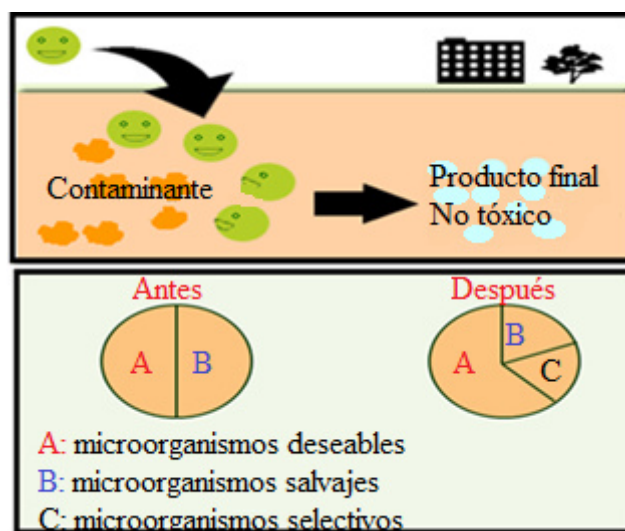 Contaminante
Producto final
No tóxico
Antes
Después
A
B
A
B
C
A: microorganismos deseables
B: microorganismos salvajes
C: microorganismos selectivos